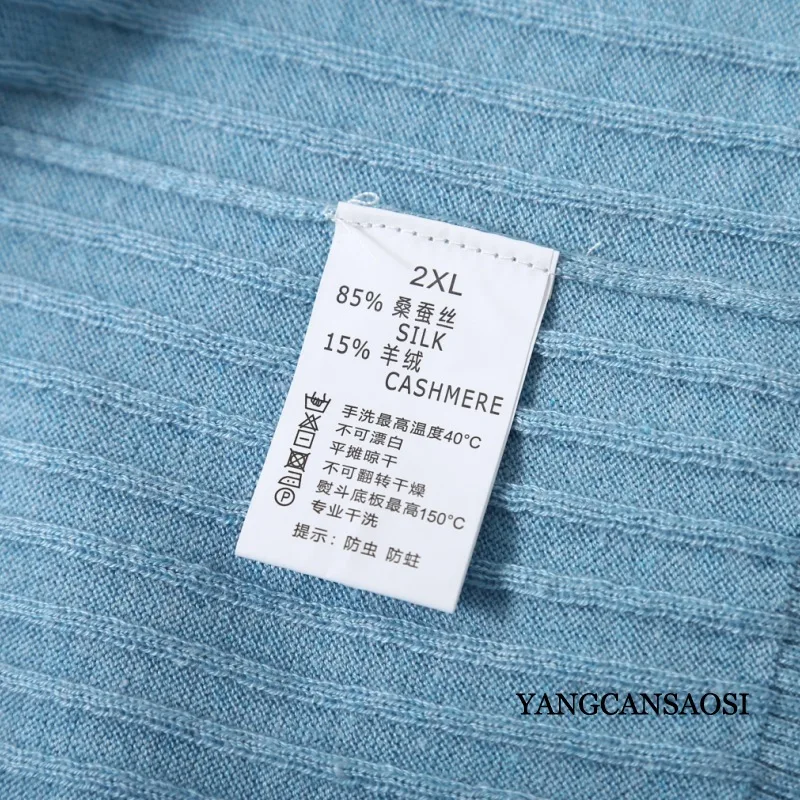 2XL
85% 桑蚕丝
SILK
15% 羊绒
CASHMERE
手洗最高温度40°C
不可漂白
平摊晾干
不可翻转干燥
熨斗底板最高150°C
专业干洗
提示: 防虫 防蛀
P
YANGCANSAOSI